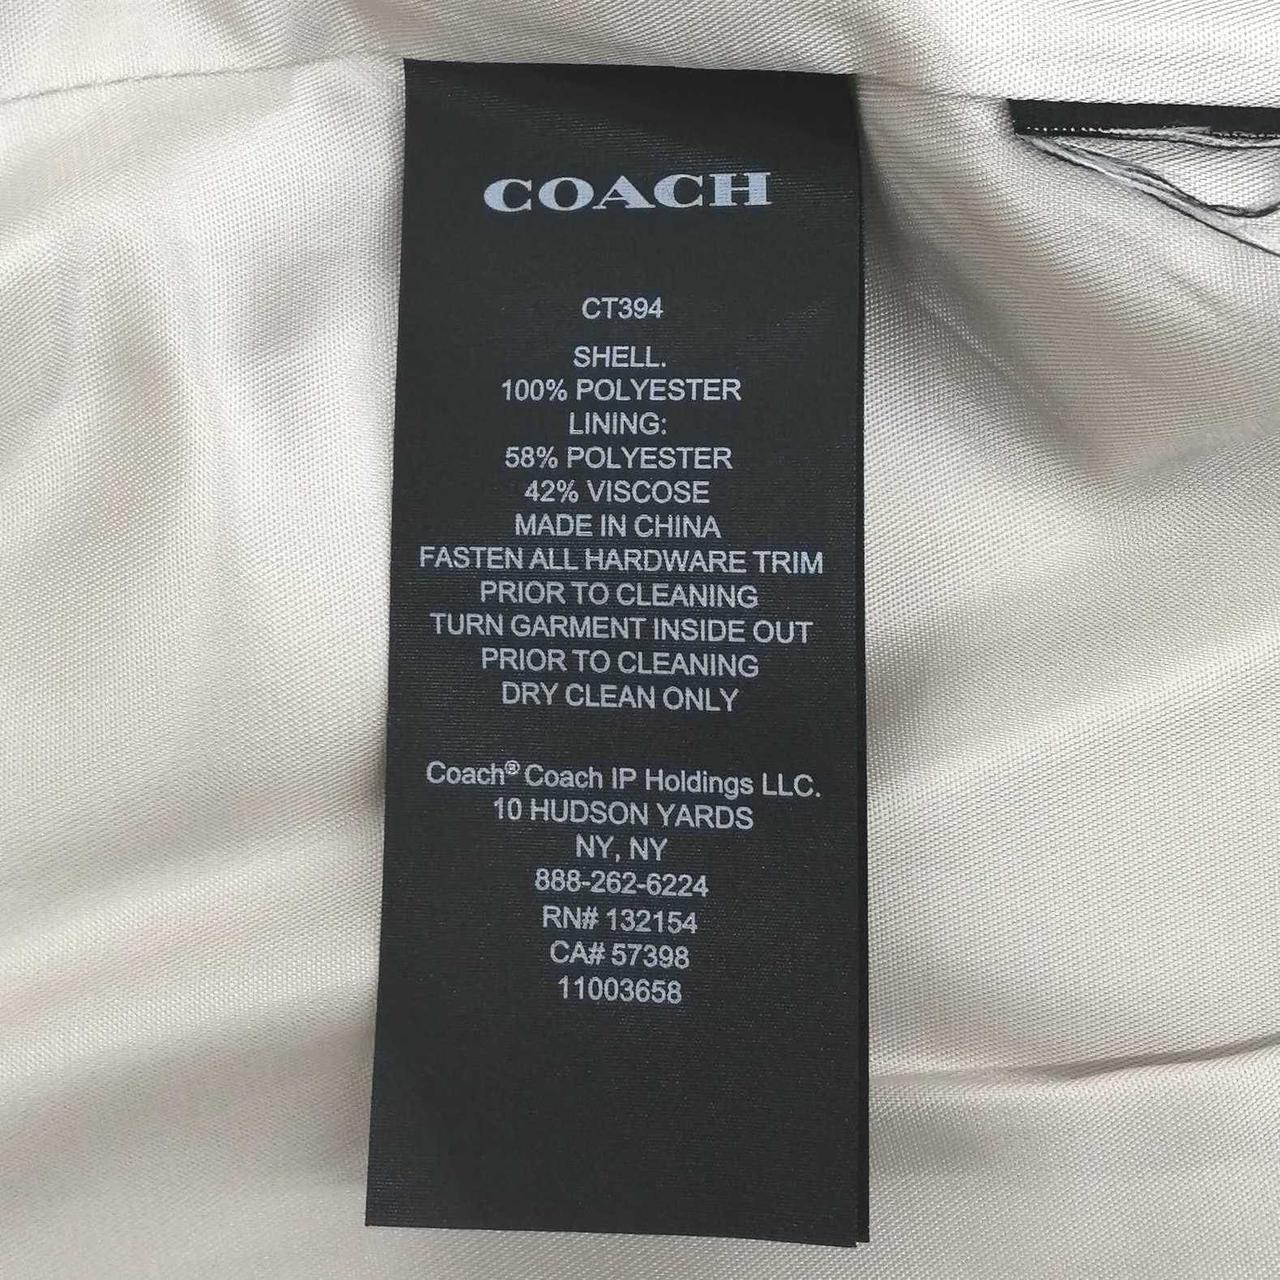 COACH
CT394
SHELL.
100% POLYESTER
LINING:
58% POLYESTER
42% VISCOSE
MADE IN CHINA
FASTEN ALL HARDWARE TRIM
PRIOR TO CLEANING
TURN GARMENT INSIDE OUT
PRIOR TO CLEANING
DRY CLEAN ONLY
Coach® Coach IP Holdings LLC.
10 HUDSON YARDS
NY, NY
888-262-6224
RN# 132154
CA# 57398
11003658